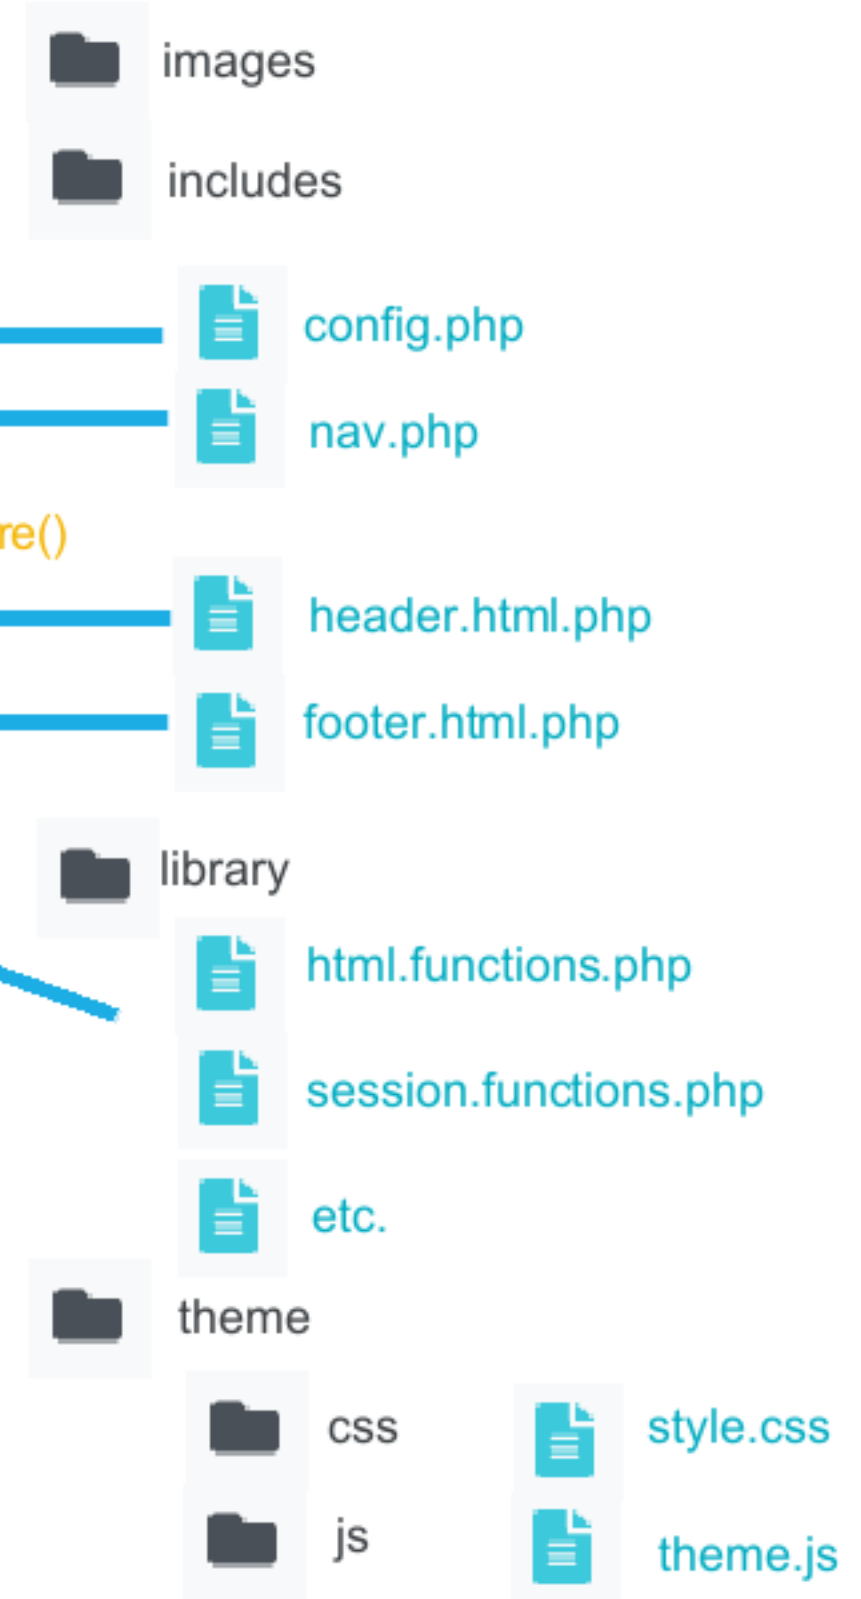 images
includes
config.php
nav.php
re()
header.html.php
footer.html.php
library
html.functions.php
session.functions.php
etc.
theme
css style.css
js theme.js